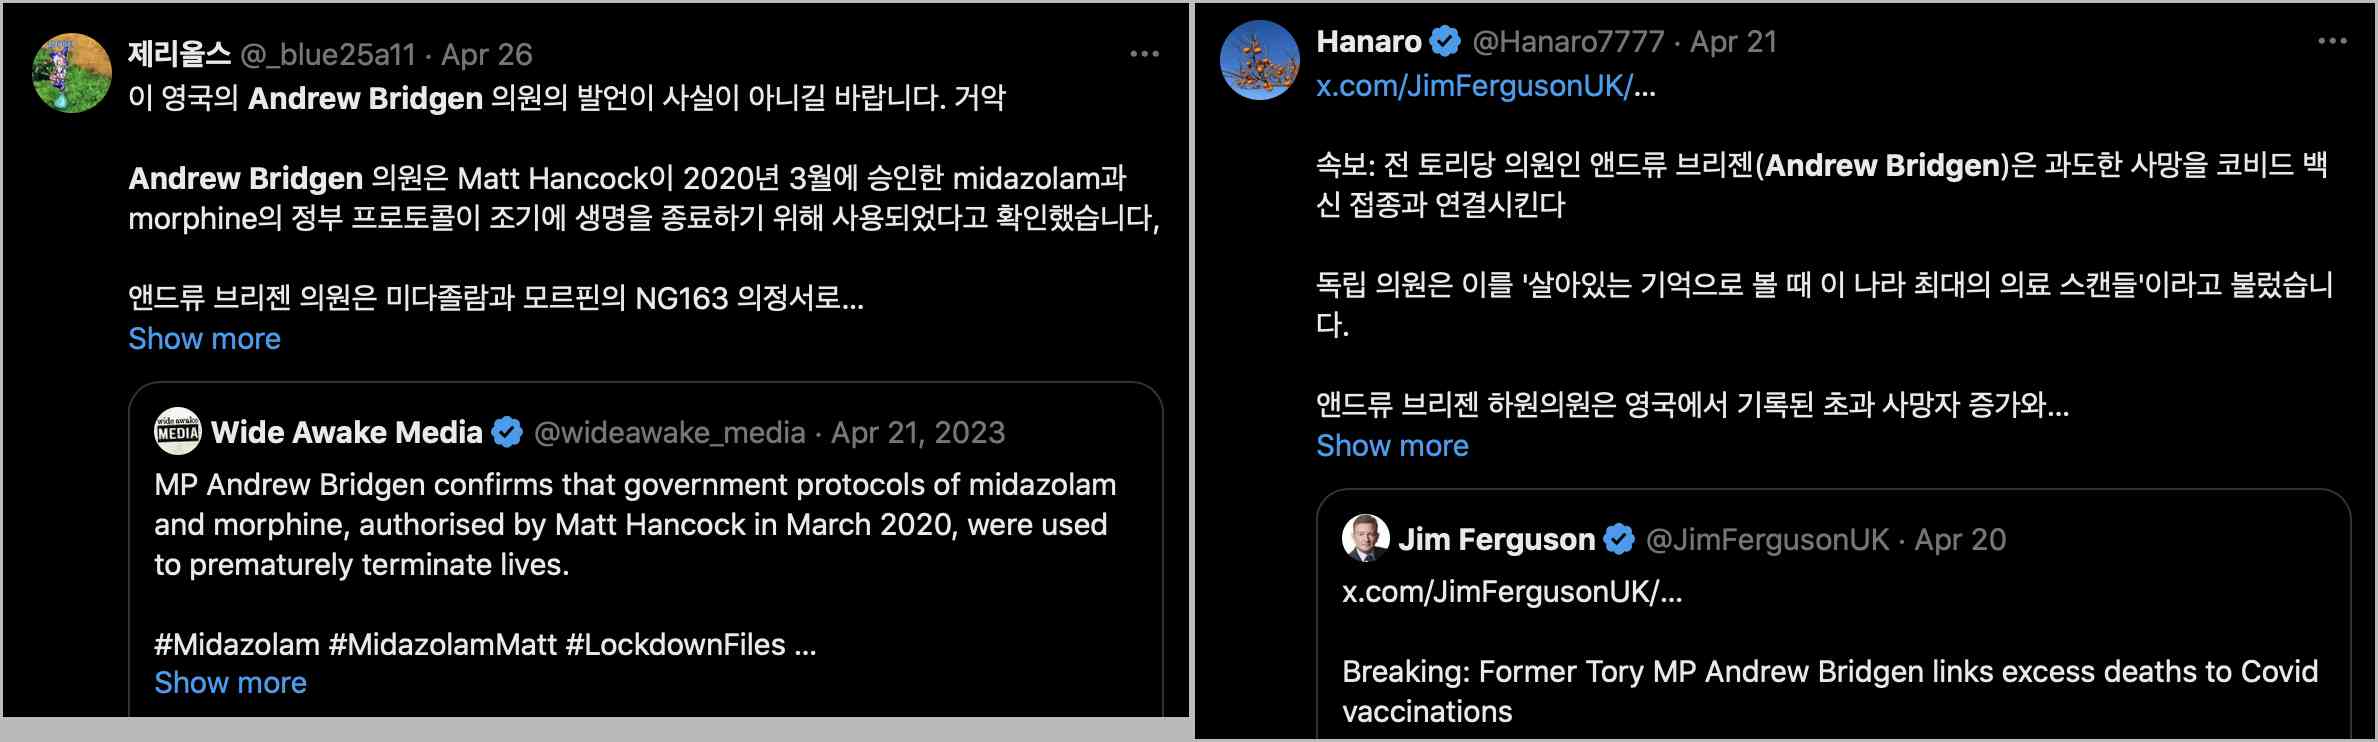 제리올스 @_blue25a11 · Apr 26
이 영국의 Andrew Bridgen 의원의 발언이 사실이 아니길 바랍니다. 거악
Andrew Bridgen 의원은 Matt Hancock이 2020년 3월에 승인한 midazolam과
morphine의 정부 프로토콜이 조기에 생명을 종료하기 위해 사용되었다고 확인했습니다,
앤드류 브리젠 의원은 미다졸람과 모르핀의 NG163 의정서로...
Show more
wide awake
MEDIA
Wide Awake Media @wideawake_media · Apr 21, 2023
MP Andrew Bridgen confirms that government protocols of midazolam
and morphine, authorised by Matt Hancock in March 2020, were used
to prematurely terminate lives.
#Midazolam #MidazolamMatt #LockdownFiles ...
Show more
Hanaro @Hanaro7777 · Apr 21
x.com/JimFergusonUK/...
속보: 전 토리당 의원인 앤드류 브리젠(Andrew Bridgen)은 과도한 사망을 코비드 백
신 접종과 연결시킨다
독립 의원은 이를 '살아있는 기억으로 볼 때 이 나라 최대의 의료 스캔들'이라고 불렀습니
다.
앤드류 브리젠 하원의원은 영국에서 기록된 초과 사망자 증가와...
Show more
Jim Ferguson @JimFergusonUK · Apr 20
x.com/JimFergusonUK/...
Breaking: Former Tory MP Andrew Bridgen links excess deaths to Covid
vaccinations